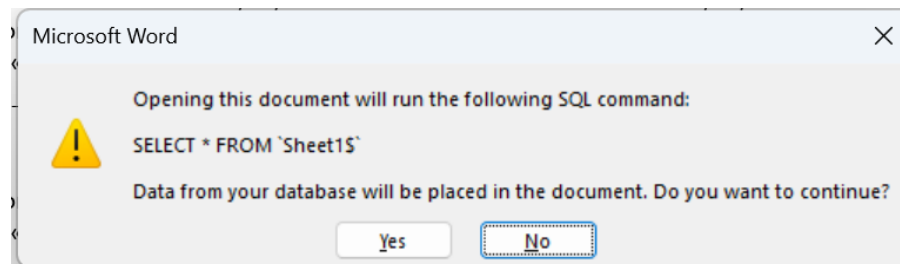 Microsoft Word
Opening this document will run the following SQL command:
SELECT * FROM `Sheet1$`
Data from your database will be placed in the document. Do you want to continue?
Yes
No